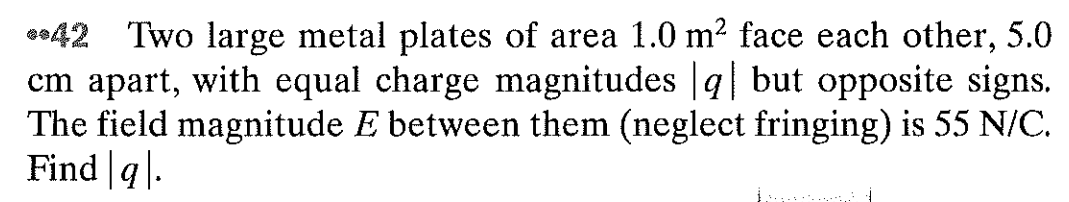 ••42 Two large metal plates of area 1.0 m² face each other, 5.0
cm apart, with equal charge magnitudes |q| but opposite signs.
The field magnitude E between them (neglect fringing) is 55 N/C.
Find |q|.